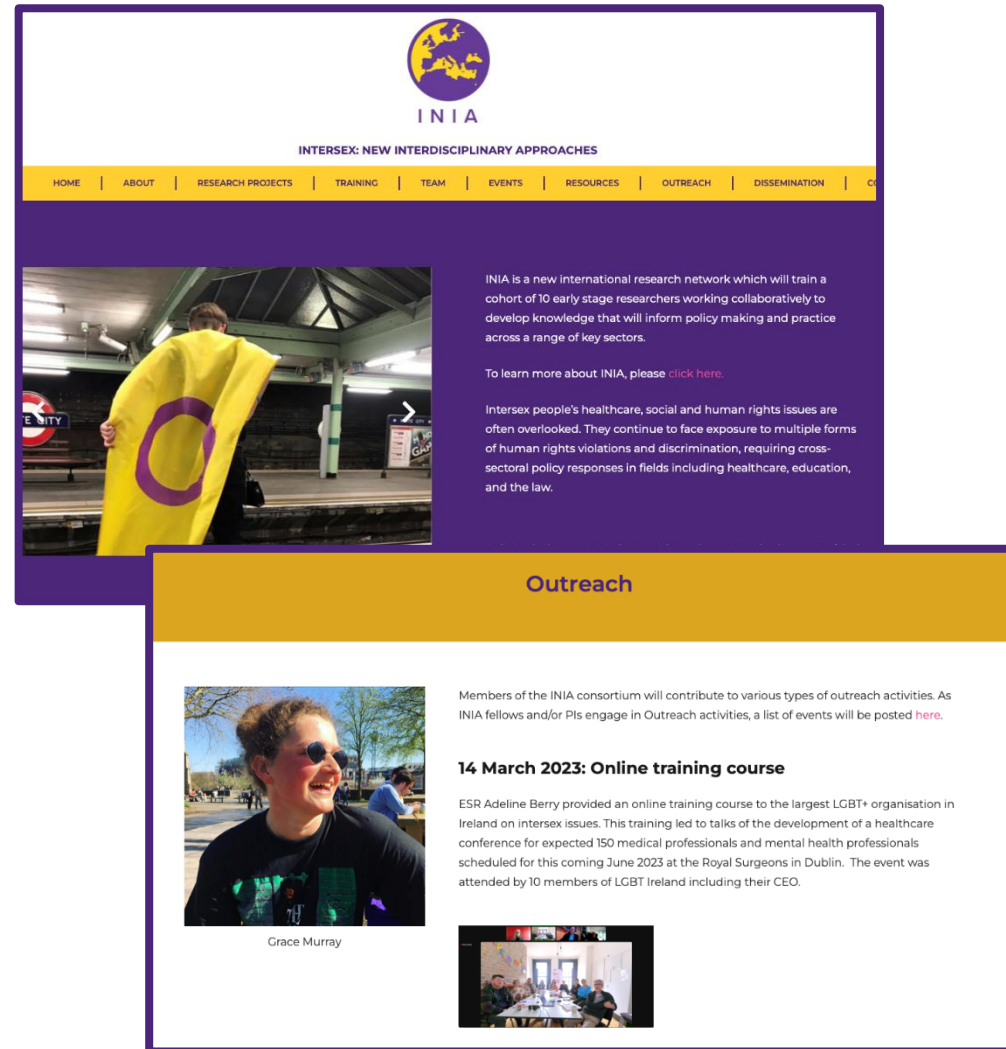 INIA
INTERSEX: NEW INTERDISCIPLINARY APPROACHES
HOME | ABOUT | RESEARCH PROJECTS | TRAINING | TEAM | EVENTS | RESOURCES | OUTREACH | DISSEMINATION |
INIA is a new international research network which will train a
cohort of 10 early stage researchers working collaboratively to
develop knowledge that will inform policy making and practice
across a range of key sectors.
To learn more about INIA, please click here.
Intersex people's healthcare, social and human rights issues are
often overlooked. They continue to face exposure to multiple forms
of human rights violations and discrimination, requiring cross-
sectoral policy responses in fields including healthcare, education,
and the law.
CITY
Outreach
Members of the INIA consortium will contribute to various types of outreach activities. As
INIA fellows and/or PIs engage in Outreach activities, a list of events will be posted here.
14 March 2023: Online training course
ESR Adeline Berry provided an online training course to the largest LGBT+ organisation in
Ireland on intersex issues. This training led to talks of the development of a healthcare
conference for expected 150 medical professionals and mental health professionals
scheduled for this coming June 2023 at the Royal Surgeons in Dublin. The event was
attended by 10 members of LGBT Ireland including their CEO.
Grace Murray